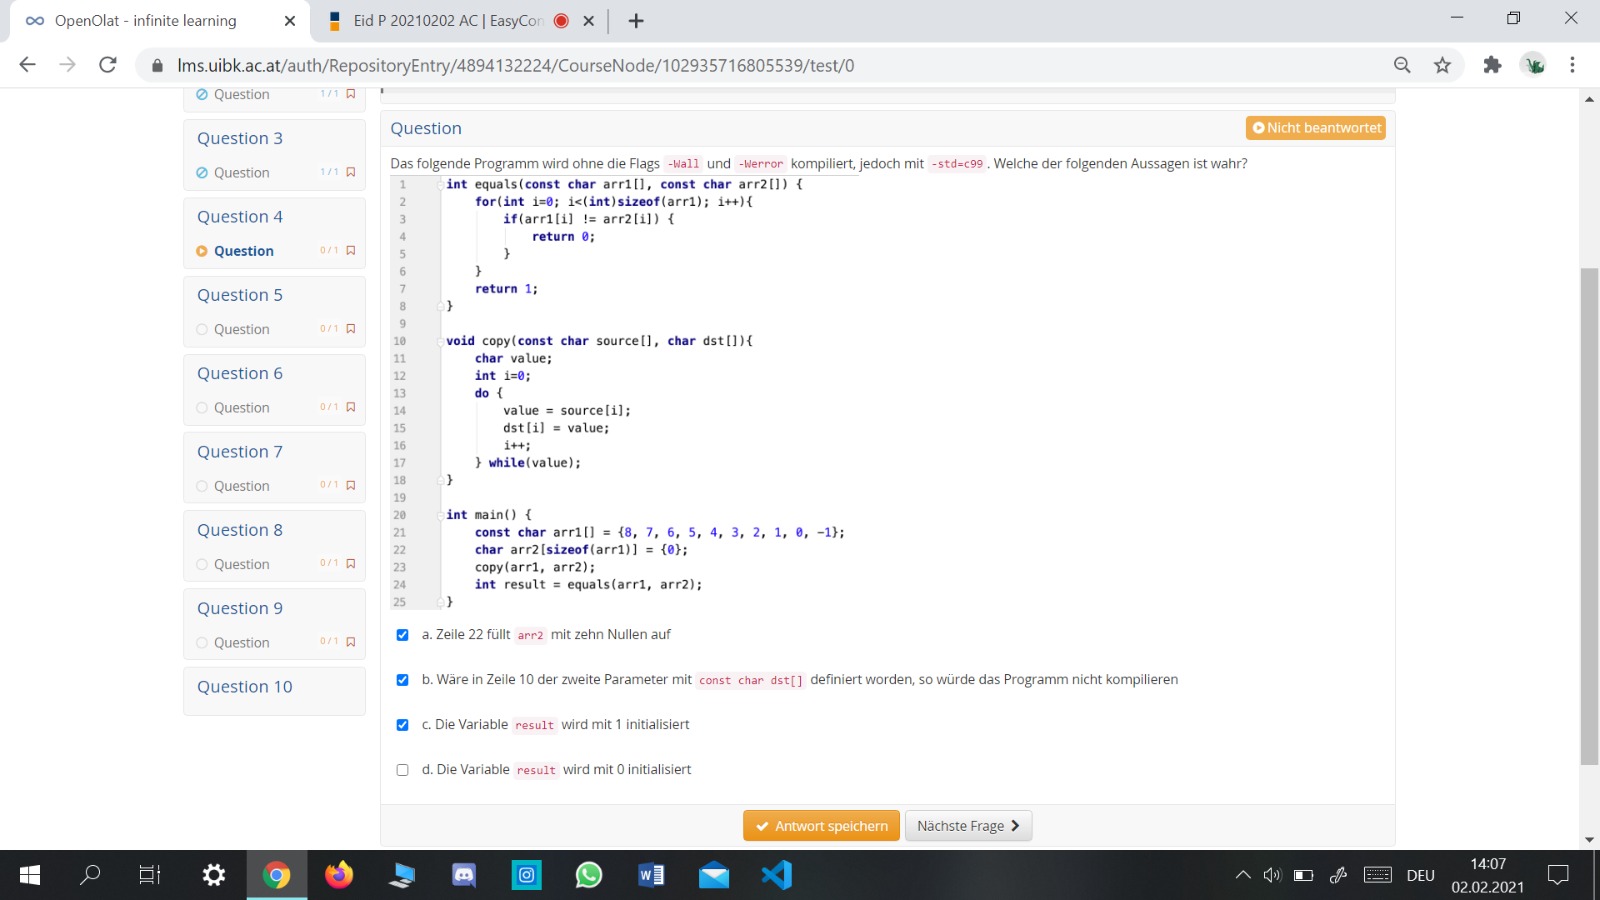 OpenOlat - infinite learning
Eid P 20210202 AC | EasyCon
lms.uibk.ac.at/auth/RepositoryEntry/4894132224/CourseNode/102935716805539/test/0
Question 1/1
Question 3
Question 1/1
Question 4
Question 0/1
Question 5
Question 0/1
Question 6
Question 0/1
Question 7
Question 0/1
Question 8
Question 0/1
Question 9
Question 0/1
Question 10
Question
Nicht beantwortet
Das folgende Programm wird ohne die Flags -Wall und -Werror kompiliert, jedoch mit -std=c99 . Welche der folgenden Aussagen ist wahr?
1 int equals(const char arr1[], const char arr2[]) {
2 for(int i=0; i<(int)sizeof(arr1); i++){
3 if(arr1[i] != arr2[i]) {
4 return 0;
5 }
6 }
7 return 1;
8 }
9
10 void copy(const char source[], char dst[]){
11 char value;
12 int i=0;
13 do {
14 value = source[i];
15 dst[i] = value;
16 i++;
17 } while(value);
18 }
19
20 int main() {
21 const char arr1[] = {8, 7, 6, 5, 4, 3, 2, 1, 0, -1};
22 char arr2[sizeof(arr1)] = {0};
23 copy(arr1, arr2);
24 int result = equals(arr1, arr2);
25 }
a. Zeile 22 füllt arr2 mit zehn Nullen auf
b. Wäre in Zeile 10 der zweite Parameter mit const char dst[] definiert worden, so würde das Programm nicht kompilieren
c. Die Variable result wird mit 1 initialisiert
d. Die Variable result wird mit 0 initialisiert
Antwort speichern
Nächste Frage
DEU
14:07
02.02.2021